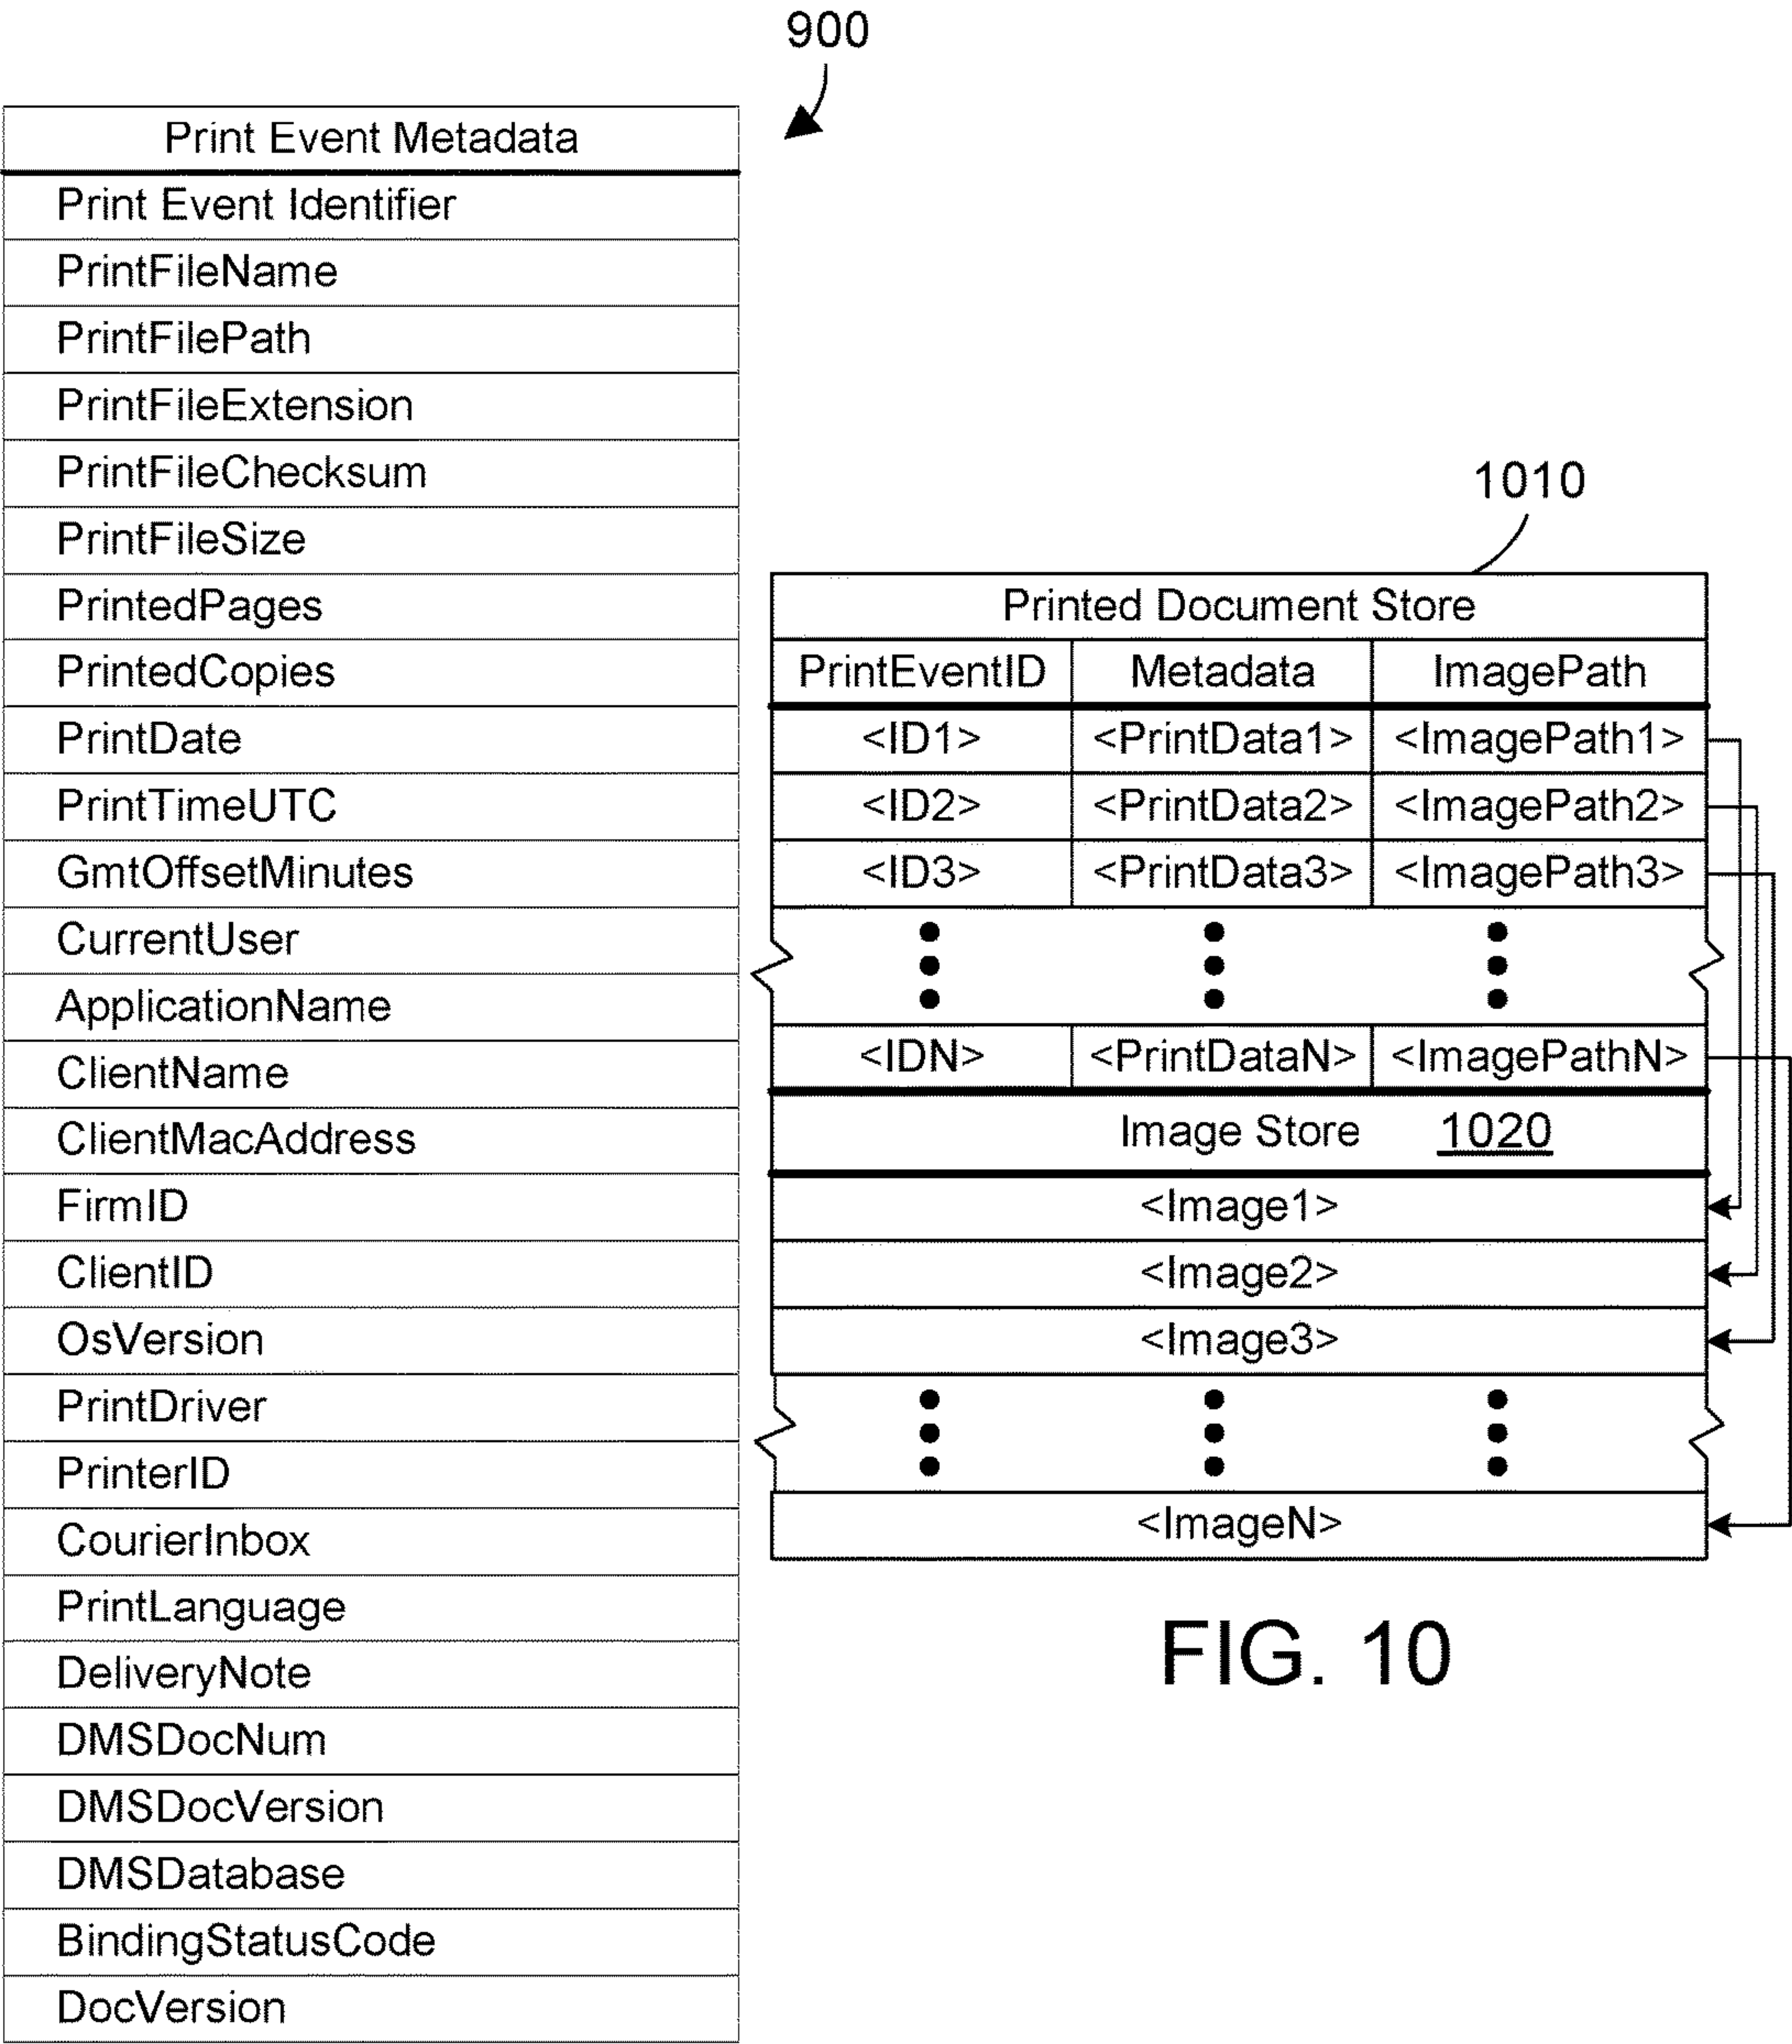 900
Print Event Metadata
Print Event Identifier
PrintFileName
PrintFilePath
PrintFileExtension
PrintFileChecksum
PrintFileSize
PrintedPages
PrintedCopies
PrintDate
PrintTimeUTC
GmtOffsetMinutes
CurrentUser
ApplicationName
ClientName
ClientMacAddress
FirmID
ClientID
OsVersion
PrintDriver
PrinterID
CourierInbox
PrintLanguage
DeliveryNote
DMSDocNum
DMSDocVersion
DMSDatabase
BindingStatusCode
DocVersion
1010
Printed Document Store
PrintEventID Metadata ImagePath
<ID1> <PrintData1> <ImagePath1>
<ID2> <PrintData2> <ImagePath2>
<ID3> <PrintData3> <ImagePath3>
<IDN> <PrintDataN> <ImagePathN>
Image Store 1020
<Image1>
<Image2>
<Image3>
<ImageN>
FIG. 10